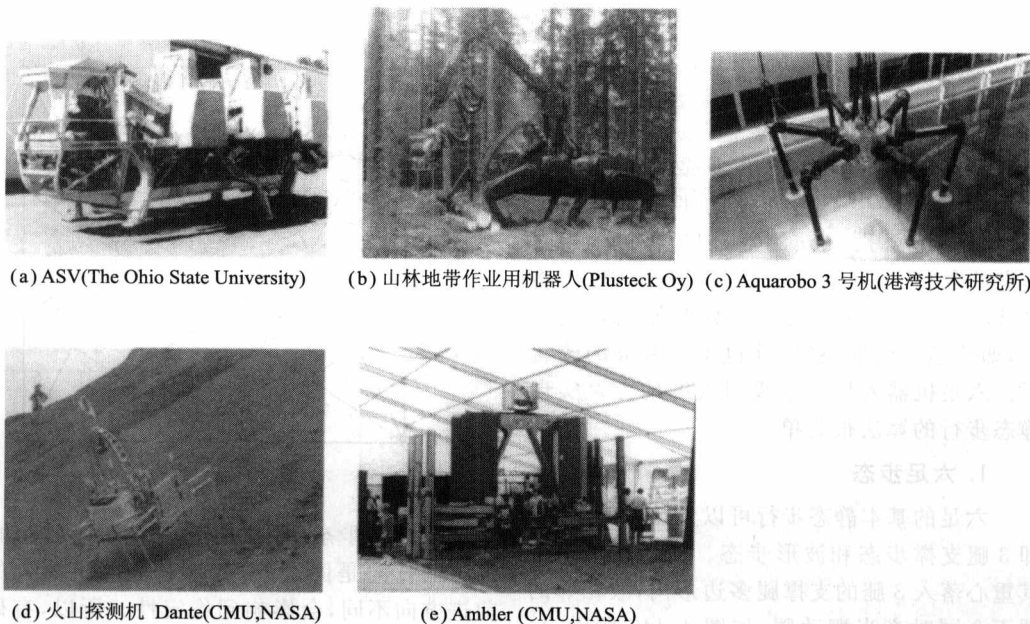 (a) ASV(The Ohio State University)
(b) 山林地带作业用机器人(Plusteck Oy)
(c) Aquarobo 3 号机(港湾技术研究所)
(d) 火山探测机 Dante(CMU,NASA)
(e) Ambler (CMU,NASA)